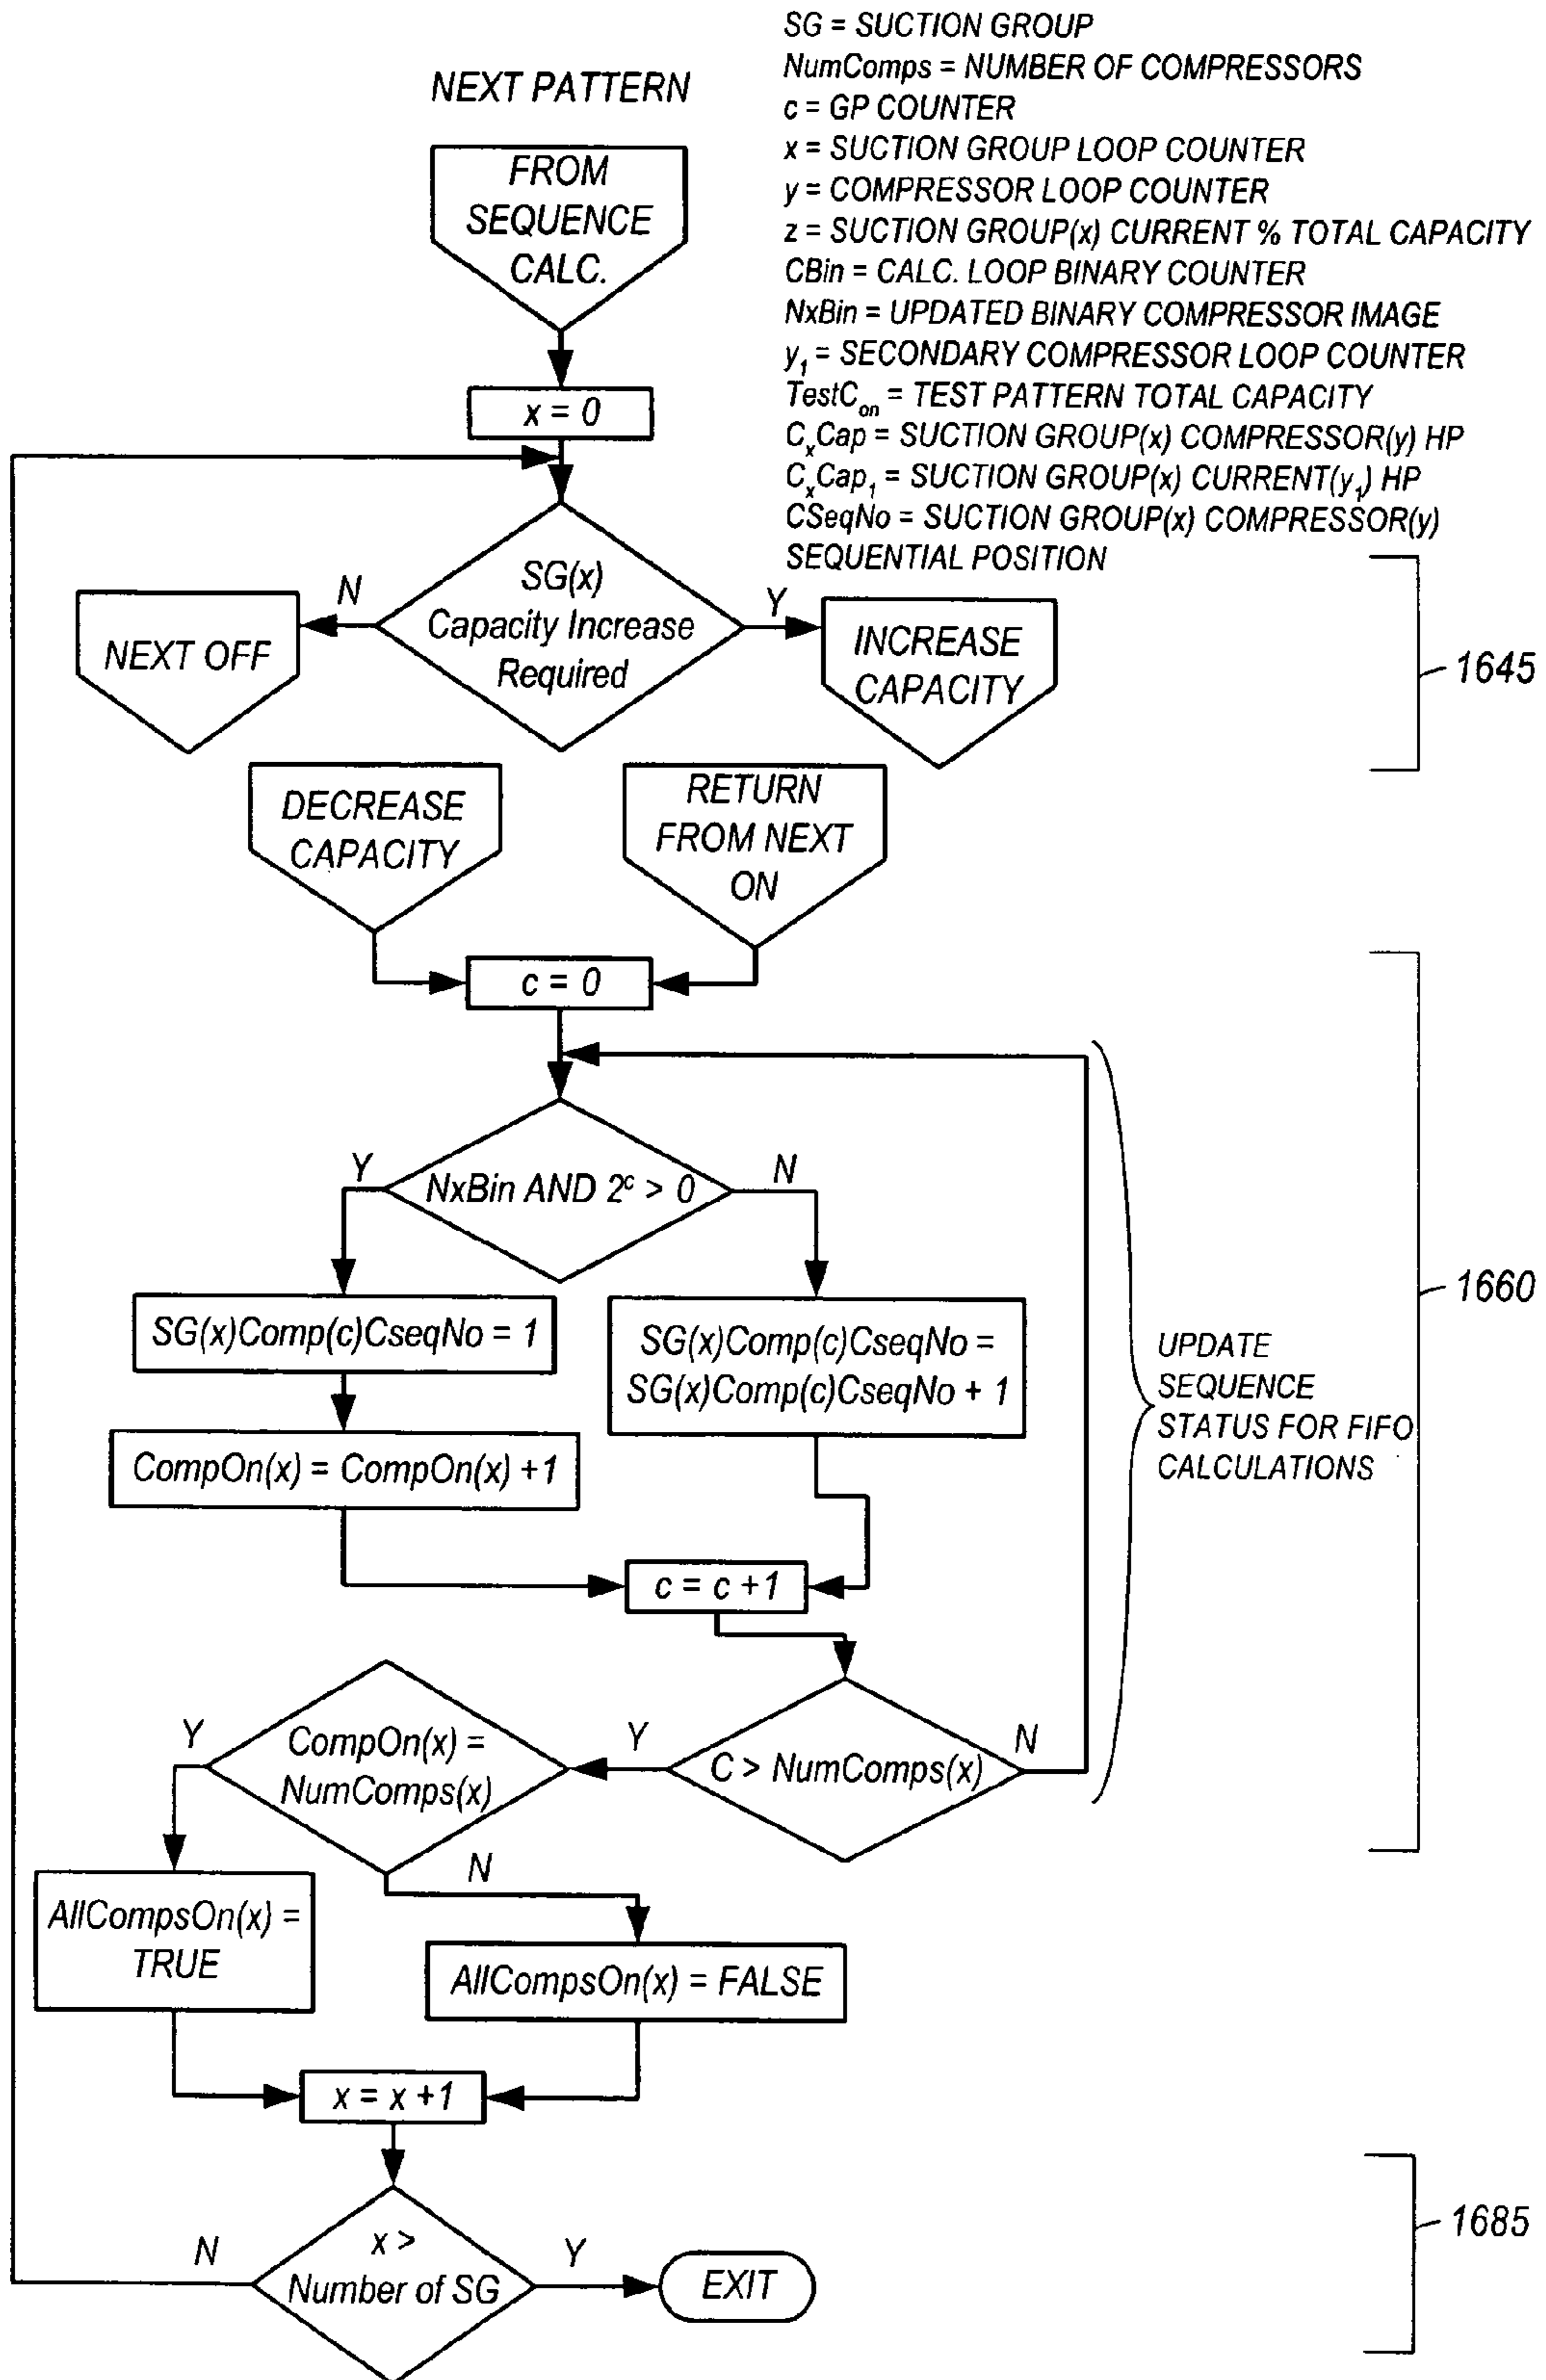 SG = SUCTION GROUP
NumComps = NUMBER OF COMPRESSORS
c = GP COUNTER
x = SUCTION GROUP LOOP COUNTER
y = COMPRESSOR LOOP COUNTER
z = SUCTION GROUP(x) CURRENT % TOTAL CAPACITY
CBin = CALC. LOOP BINARY COUNTER
NxBin = UPDATED BINARY COMPRESSOR IMAGE
y₁ = SECONDARY COMPRESSOR LOOP COUNTER
TestCₒₙ = TEST PATTERN TOTAL CAPACITY
CₓCap = SUCTION GROUP(x) COMPRESSOR(y) HP
CₓCap₁ = SUCTION GROUP(x) CURRENT(y₁) HP
CSeqNo = SUCTION GROUP(x) COMPRESSOR(y)
SEQUENTIAL POSITION
NEXT PATTERN
FROM
SEQUENCE
CALC.
x = 0
SG(x)
Capacity Increase
Required
N
Y
NEXT OFF
INCREASE
CAPACITY
1645
DECREASE
CAPACITY
RETURN
FROM NEXT
ON
c = 0
NxBin AND 2ᶜ > 0
Y
N
SG(x)Comp(c)CseqNo = 1
SG(x)Comp(c)CseqNo =
SG(x)Comp(c)CseqNo + 1
CompOn(x) = CompOn(x) +1
UPDATE
SEQUENCE
STATUS FOR FIFO
CALCULATIONS
1660
c = c +1
C > NumComps(x)
Y
N
CompOn(x) =
NumComps(x)
Y
N
AllCompsOn(x) =
TRUE
AllCompsOn(x) = FALSE
x = x +1
x >
Number of SG
N
Y
EXIT
1685